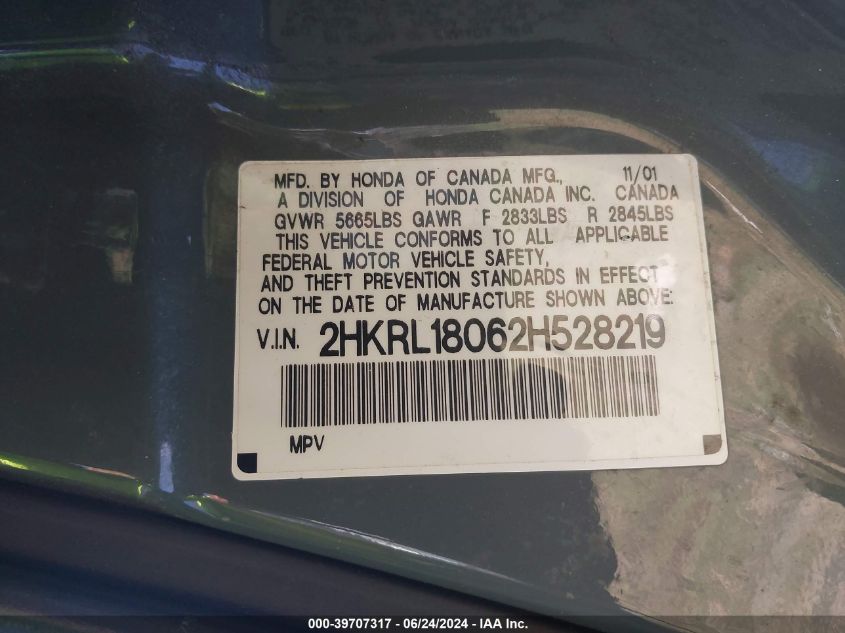 MFD. BY HONDA OF CANADA MFG., 11/01
A DIVISION OF HONDA CANADA INC. CANADA
GVWR 5665LBS GAWR F 2833LBS R 2845LBS
THIS VEHICLE CONFORMS TO ALL APPLICABLE
FEDERAL MOTOR VEHICLE SAFETY,
AND THEFT PREVENTION STANDARDS IN EFFECT
ON THE DATE OF MANUFACTURE SHOWN ABOVE:
V.I.N. 2HKRL18062H528219
MPV
000-39707317 - 06/24/2024 - IAA Inc.